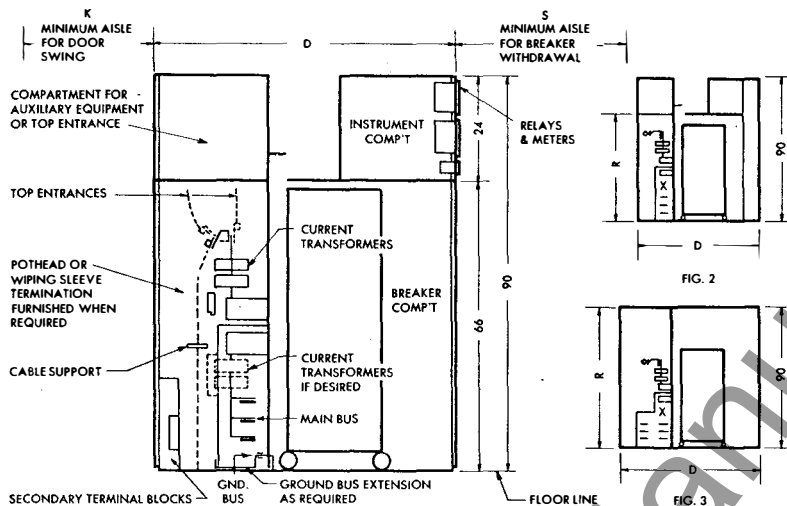 K
MINIMUM AISLE
FOR DOOR
SWING
D
S
MINIMUM AISLE
FOR BREAKER
WITHDRAWAL
COMPARTMENT FOR
AUXILIARY EQUIPMENT
OR TOP ENTRANCE
INSTRUMENT
COMP'T
24
RELAYS
& METERS
TOP ENTRANCES
CURRENT
TRANSFORMERS
POTHEAD OR
WIPING SLEEVE
TERMINATION
FURNISHED WHEN
REQUIRED
BREAKER
COMP'T
66
90
CABLE SUPPORT
CURRENT
TRANSFORMERS
IF DESIRED
MAIN BUS
SECONDARY TERMINAL BLOCKS
GND.
BUS
GROUND BUS EXTENSION
AS REQUIRED
FLOOR LINE
R
90
D
FIG. 2
R
90
D
FIG. 3